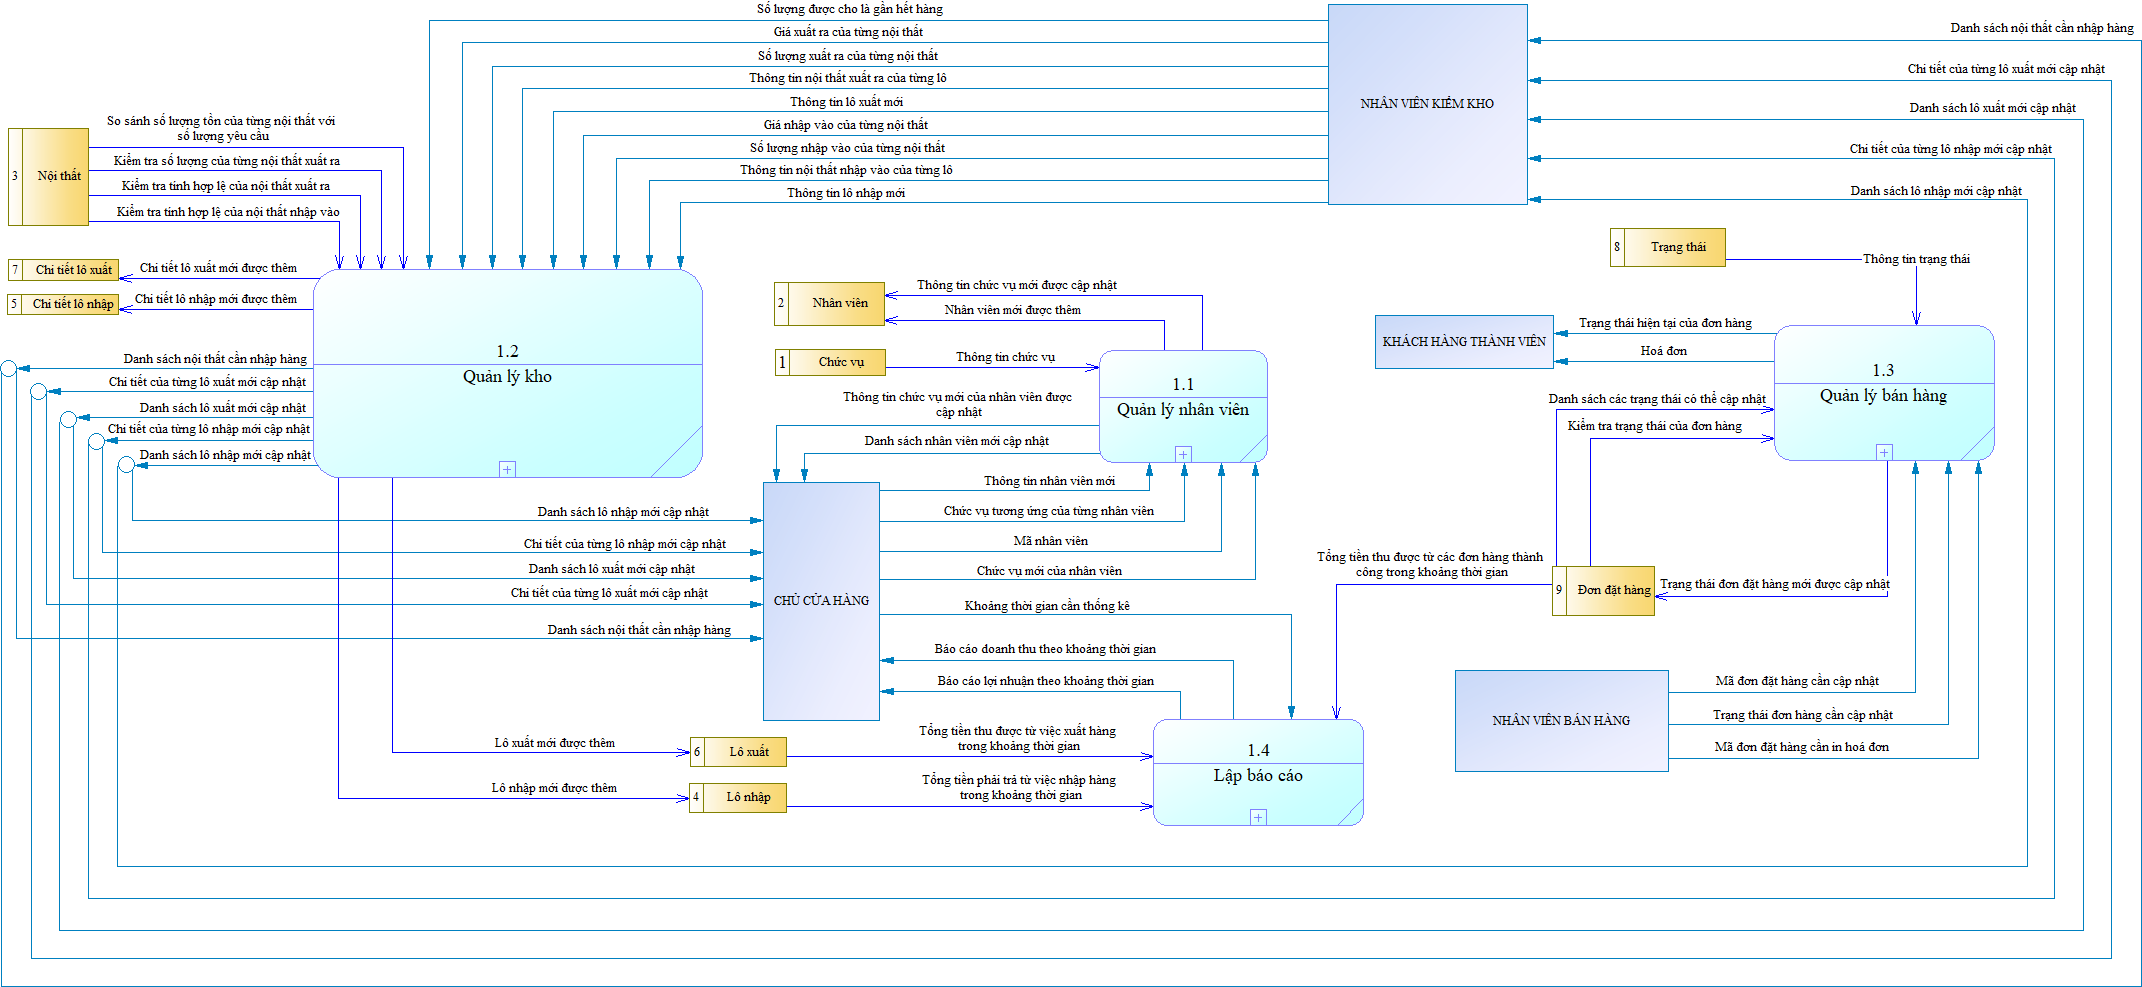 Số lượng được cho là gần hết hàng
Giá xuất ra của từng nội thất
Số lượng xuất ra của từng nội thất
Thông tin nội thất xuất ra của từng lô
Thông tin lô xuất mới
Giá nhập vào của từng nội thất
Số lượng nhập vào của từng nội thất
Thông tin nội thất nhập vào của từng lô
Thông tin lô nhập mới
NHÂN VIÊN KIỂM KHO
Danh sách nội thất cần nhập hàng
Chi tiết của từng lô xuất mới cập nhật
Danh sách lô xuất mới cập nhật
Chi tiết của từng lô nhập mới cập nhật
Danh sách lô nhập mới cập nhật
3
Nội thất
So sánh số lượng tồn của từng nội thất với
số lượng yêu cầu
Kiểm tra số lượng của từng nội thất xuất ra
Kiểm tra tính hợp lệ của nội thất xuất ra
Kiểm tra tính hợp lệ của nội thất nhập vào
7
Chi tiết lô xuất
Chi tiết lô xuất mới được thêm
5
Chi tiết lô nhập
Chi tiết lô nhập mới được thêm
1.2
Quản lý kho
Danh sách nội thất cần nhập hàng
Chi tiết của từng lô xuất mới cập nhật
Danh sách lô xuất mới cập nhật
Chi tiết của từng lô nhập mới cập nhật
Danh sách lô nhập mới cập nhật
2
Nhân viên
Thông tin chức vụ mới được cập nhật
Nhân viên mới được thêm
1
Chức vụ
Thông tin chức vụ
1.1
Quản lý nhân viên
Thông tin chức vụ mới của nhân viên được
cập nhật
Danh sách nhân viên mới cập nhật
8
Trạng thái
Thông tin trạng thái
KHÁCH HÀNG THÀNH VIÊN
Trạng thái hiện tại của đơn hàng
Hoá đơn
1.3
Quản lý bán hàng
Danh sách các trạng thái có thể cập nhật
Kiểm tra trạng thái của đơn hàng
Thông tin nhân viên mới
Chức vụ tương ứng của từng nhân viên
Mã nhân viên
Chức vụ mới của nhân viên
CHỦ CỬA HÀNG
Danh sách lô nhập mới cập nhật
Chi tiết của từng lô nhập mới cập nhật
Danh sách lô xuất mới cập nhật
Chi tiết của từng lô xuất mới cập nhật
Danh sách nội thất cần nhập hàng
Khoảng thời gian cần thống kê
Báo cáo doanh thu theo khoảng thời gian
Báo cáo lợi nhuận theo khoảng thời gian
Tổng tiền thu được từ các đơn hàng thành
công trong khoảng thời gian
9
Đơn đặt hàng
Trạng thái đơn đặt hàng mới được cập nhật
NHÂN VIÊN BÁN HÀNG
Mã đơn đặt hàng cần cập nhật
Trạng thái đơn hàng cần cập nhật
Mã đơn đặt hàng cần in hoá đơn
Lô xuất mới được thêm
6
Lô xuất
Tổng tiền thu được từ việc xuất hàng
trong khoảng thời gian
Lô nhập mới được thêm
4
Lô nhập
Tổng tiền phải trả từ việc nhập hàng
trong khoảng thời gian
1.4
Lập báo cáo